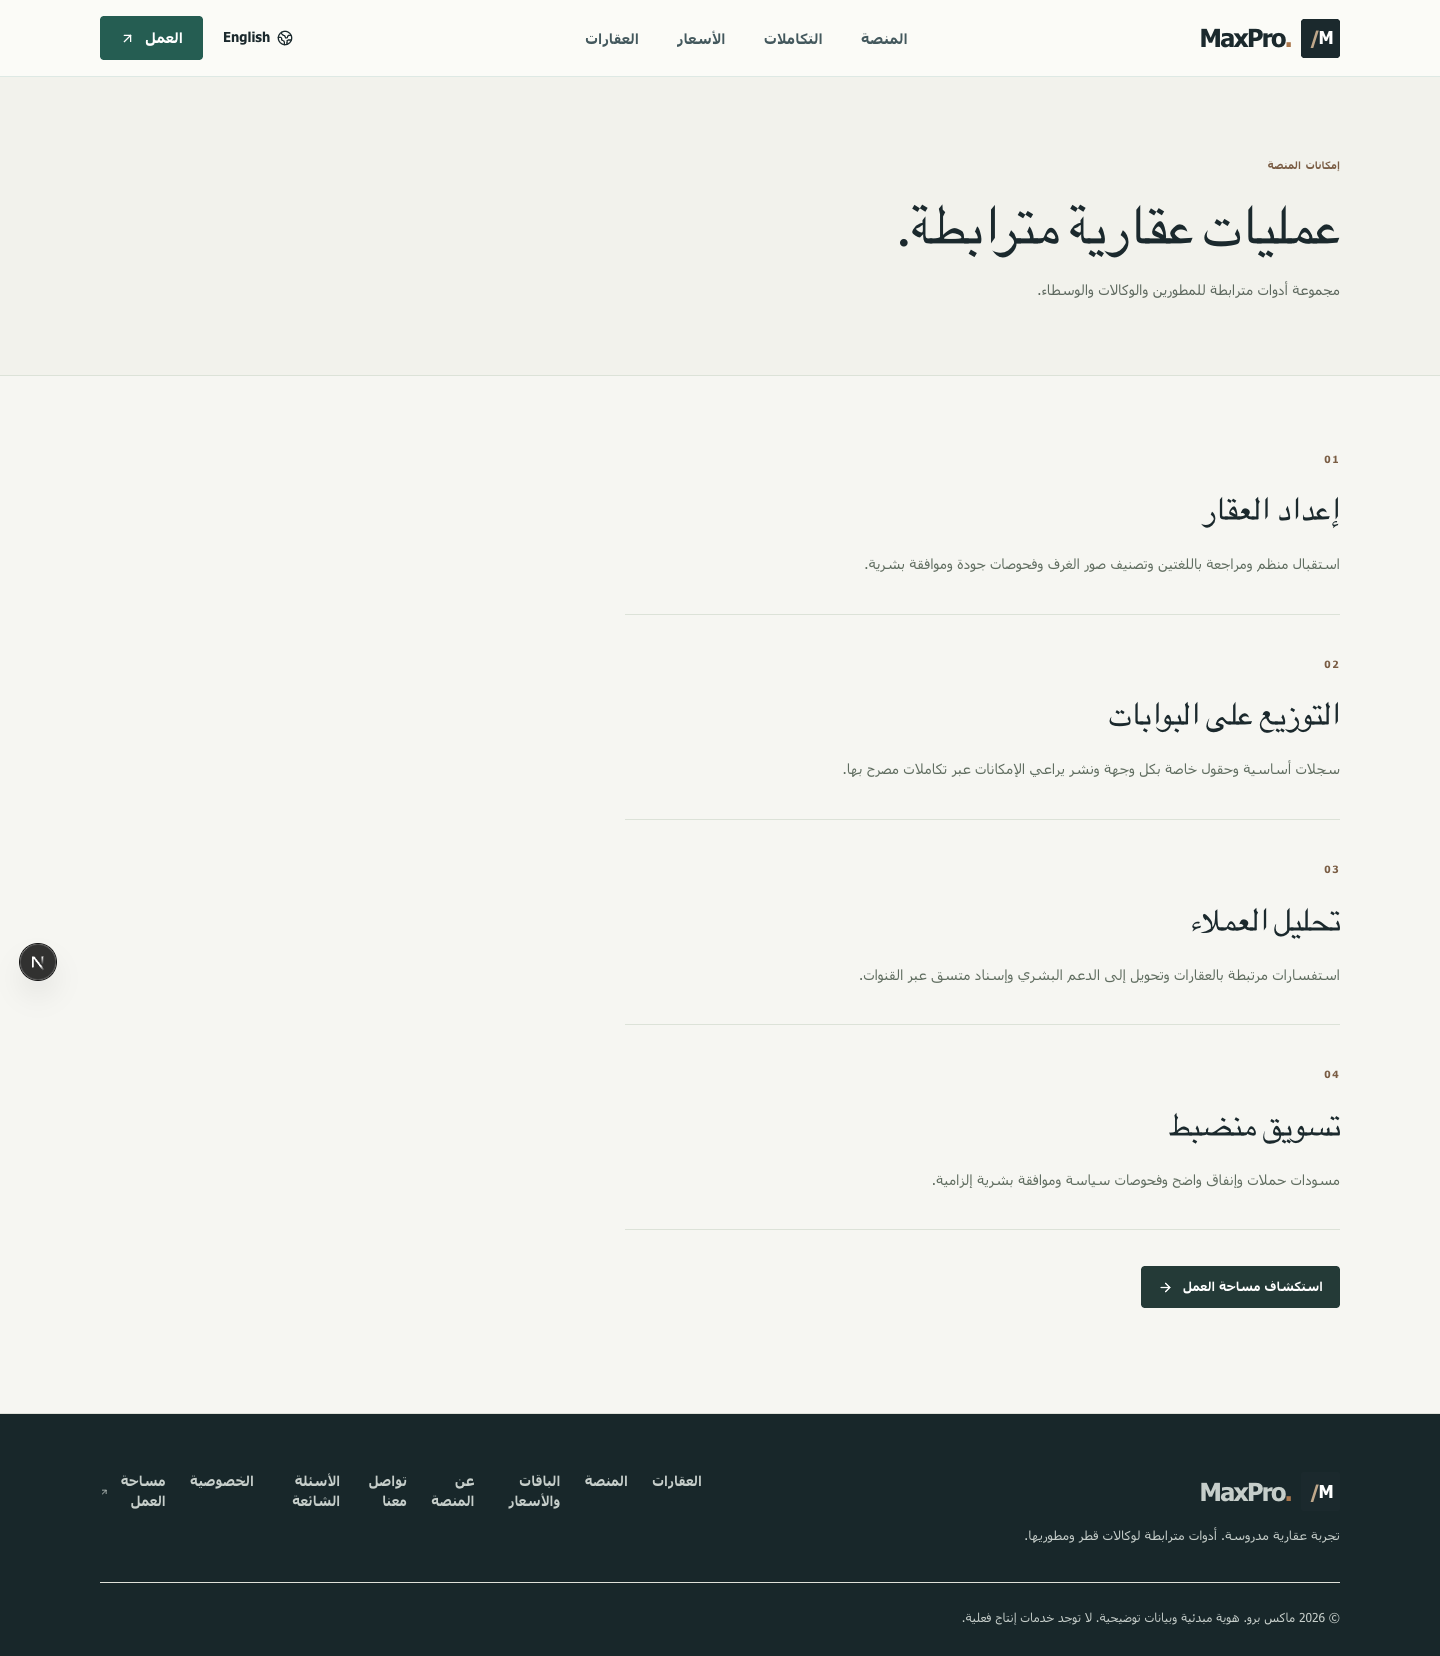 M/ MaxPro.
المنصة
التكاملات
الأسعار
العقارات
English
العمل
إمكانات المنصة
عمليات عقارية مترابطة.
مجموعة أدوات مترابطة للمطورين والوكالات والوسطاء.
01
إعداد العقار
استقبال منظم ومراجعة باللغتين وتصنيف صور الغرف وفحوصات جودة وموافقة بشرية.
02
التوزيع على البوابات
سجلات أساسية وحقول خاصة بكل وجهة ونشر يراعي الإمكانات عبر تكاملات مصرح بها.
03
تحليل العملاء
استفسارات مرتبطة بالعقارات وتحويل إلى الدعم البشري وإسناد متسق عبر القنوات.
04
تسويق منضبط
مسودات حملات وإنفاق واضح وفحوصات سياسة وموافقة بشرية إلزامية.
استكشاف مساحة العمل
M/ MaxPro.
تجربة عقارية مدروسة. أدوات مترابطة لوكالات قطر ومطوريها.
العقارات
المنصة
الباقات
والأسعار
عن
المنصة
تواصل
معنا
الأسئلة
الشائعة
الخصوصية
مساحة
العمل
© 2026 ماكس برو. هوية مبدئية وبيانات توضيحية. لا توجد خدمات إنتاج فعلية.
N